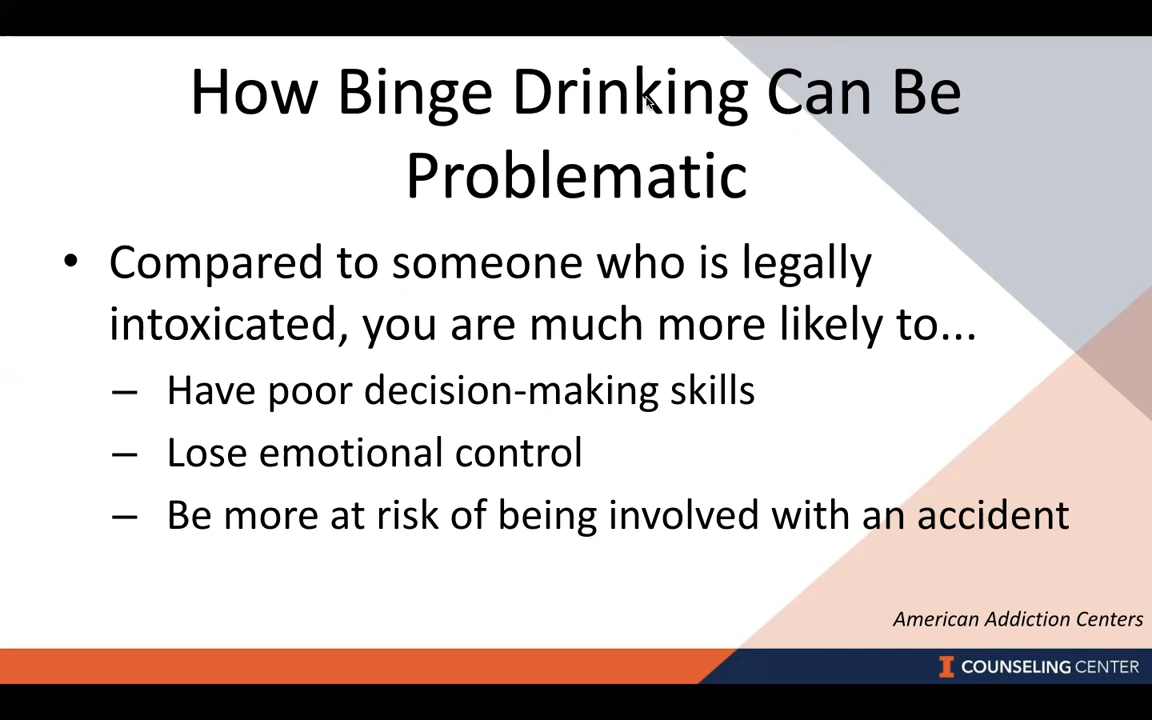 How Binge Drinking Can Be
Problematic
• Compared to someone who is legally
intoxicated, you are much more likely to...
– Have poor decision-making skills
– Lose emotional control
– Be more at risk of being involved with an accident
American Addiction Centers
I COUNSELING CENTER